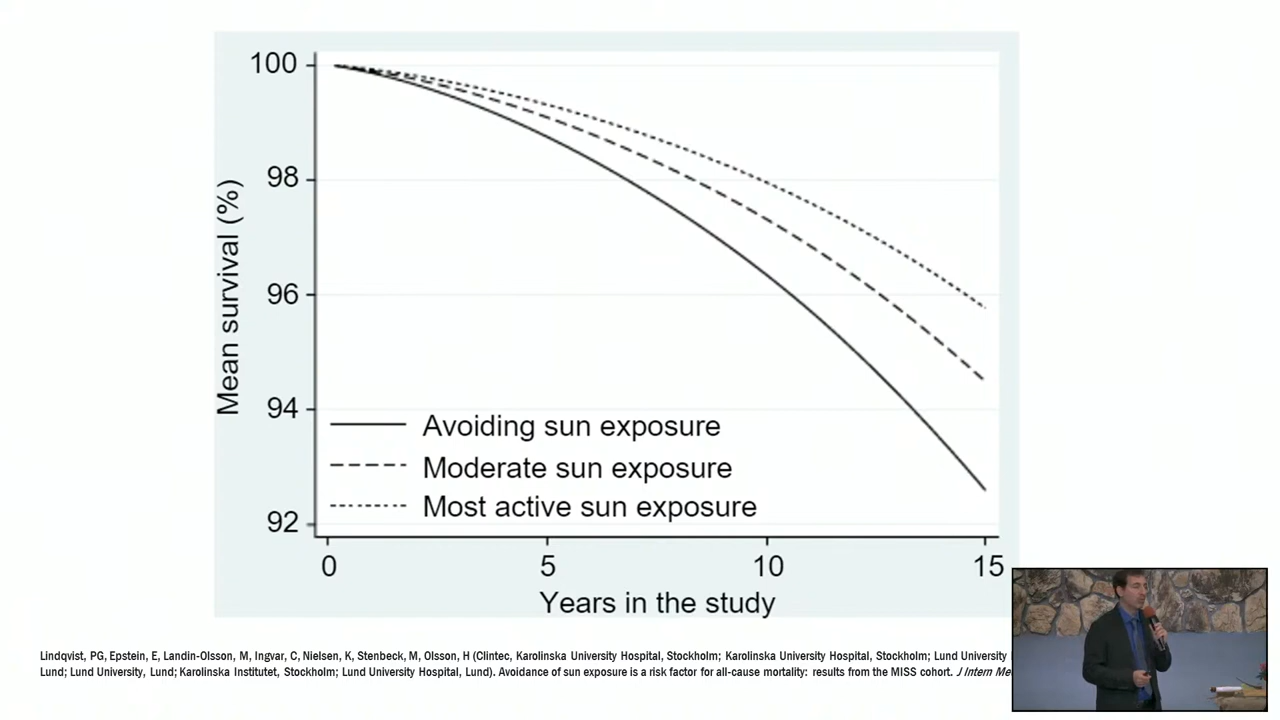 100
98
96
94
92
Mean survival (%)
Avoiding sun exposure
Moderate sun exposure
Most active sun exposure
0 5 10 15
Years in the study
Lindqvist, PG, Epstein, E, Landin-Olsson, M, Ingvar, C, Nielsen, K, Stenbeck, M, Olsson, H (Clintec, Karolinska University Hospital, Stockholm; Karolinska University Hospital, Stockholm; Lund University
Lund; Lund University, Lund; Karolinska Institutet, Stockholm; Lund University Hospital, Lund). Avoidance of sun exposure is a risk factor for all-cause mortality: results from the MISS cohort. J Intern Me